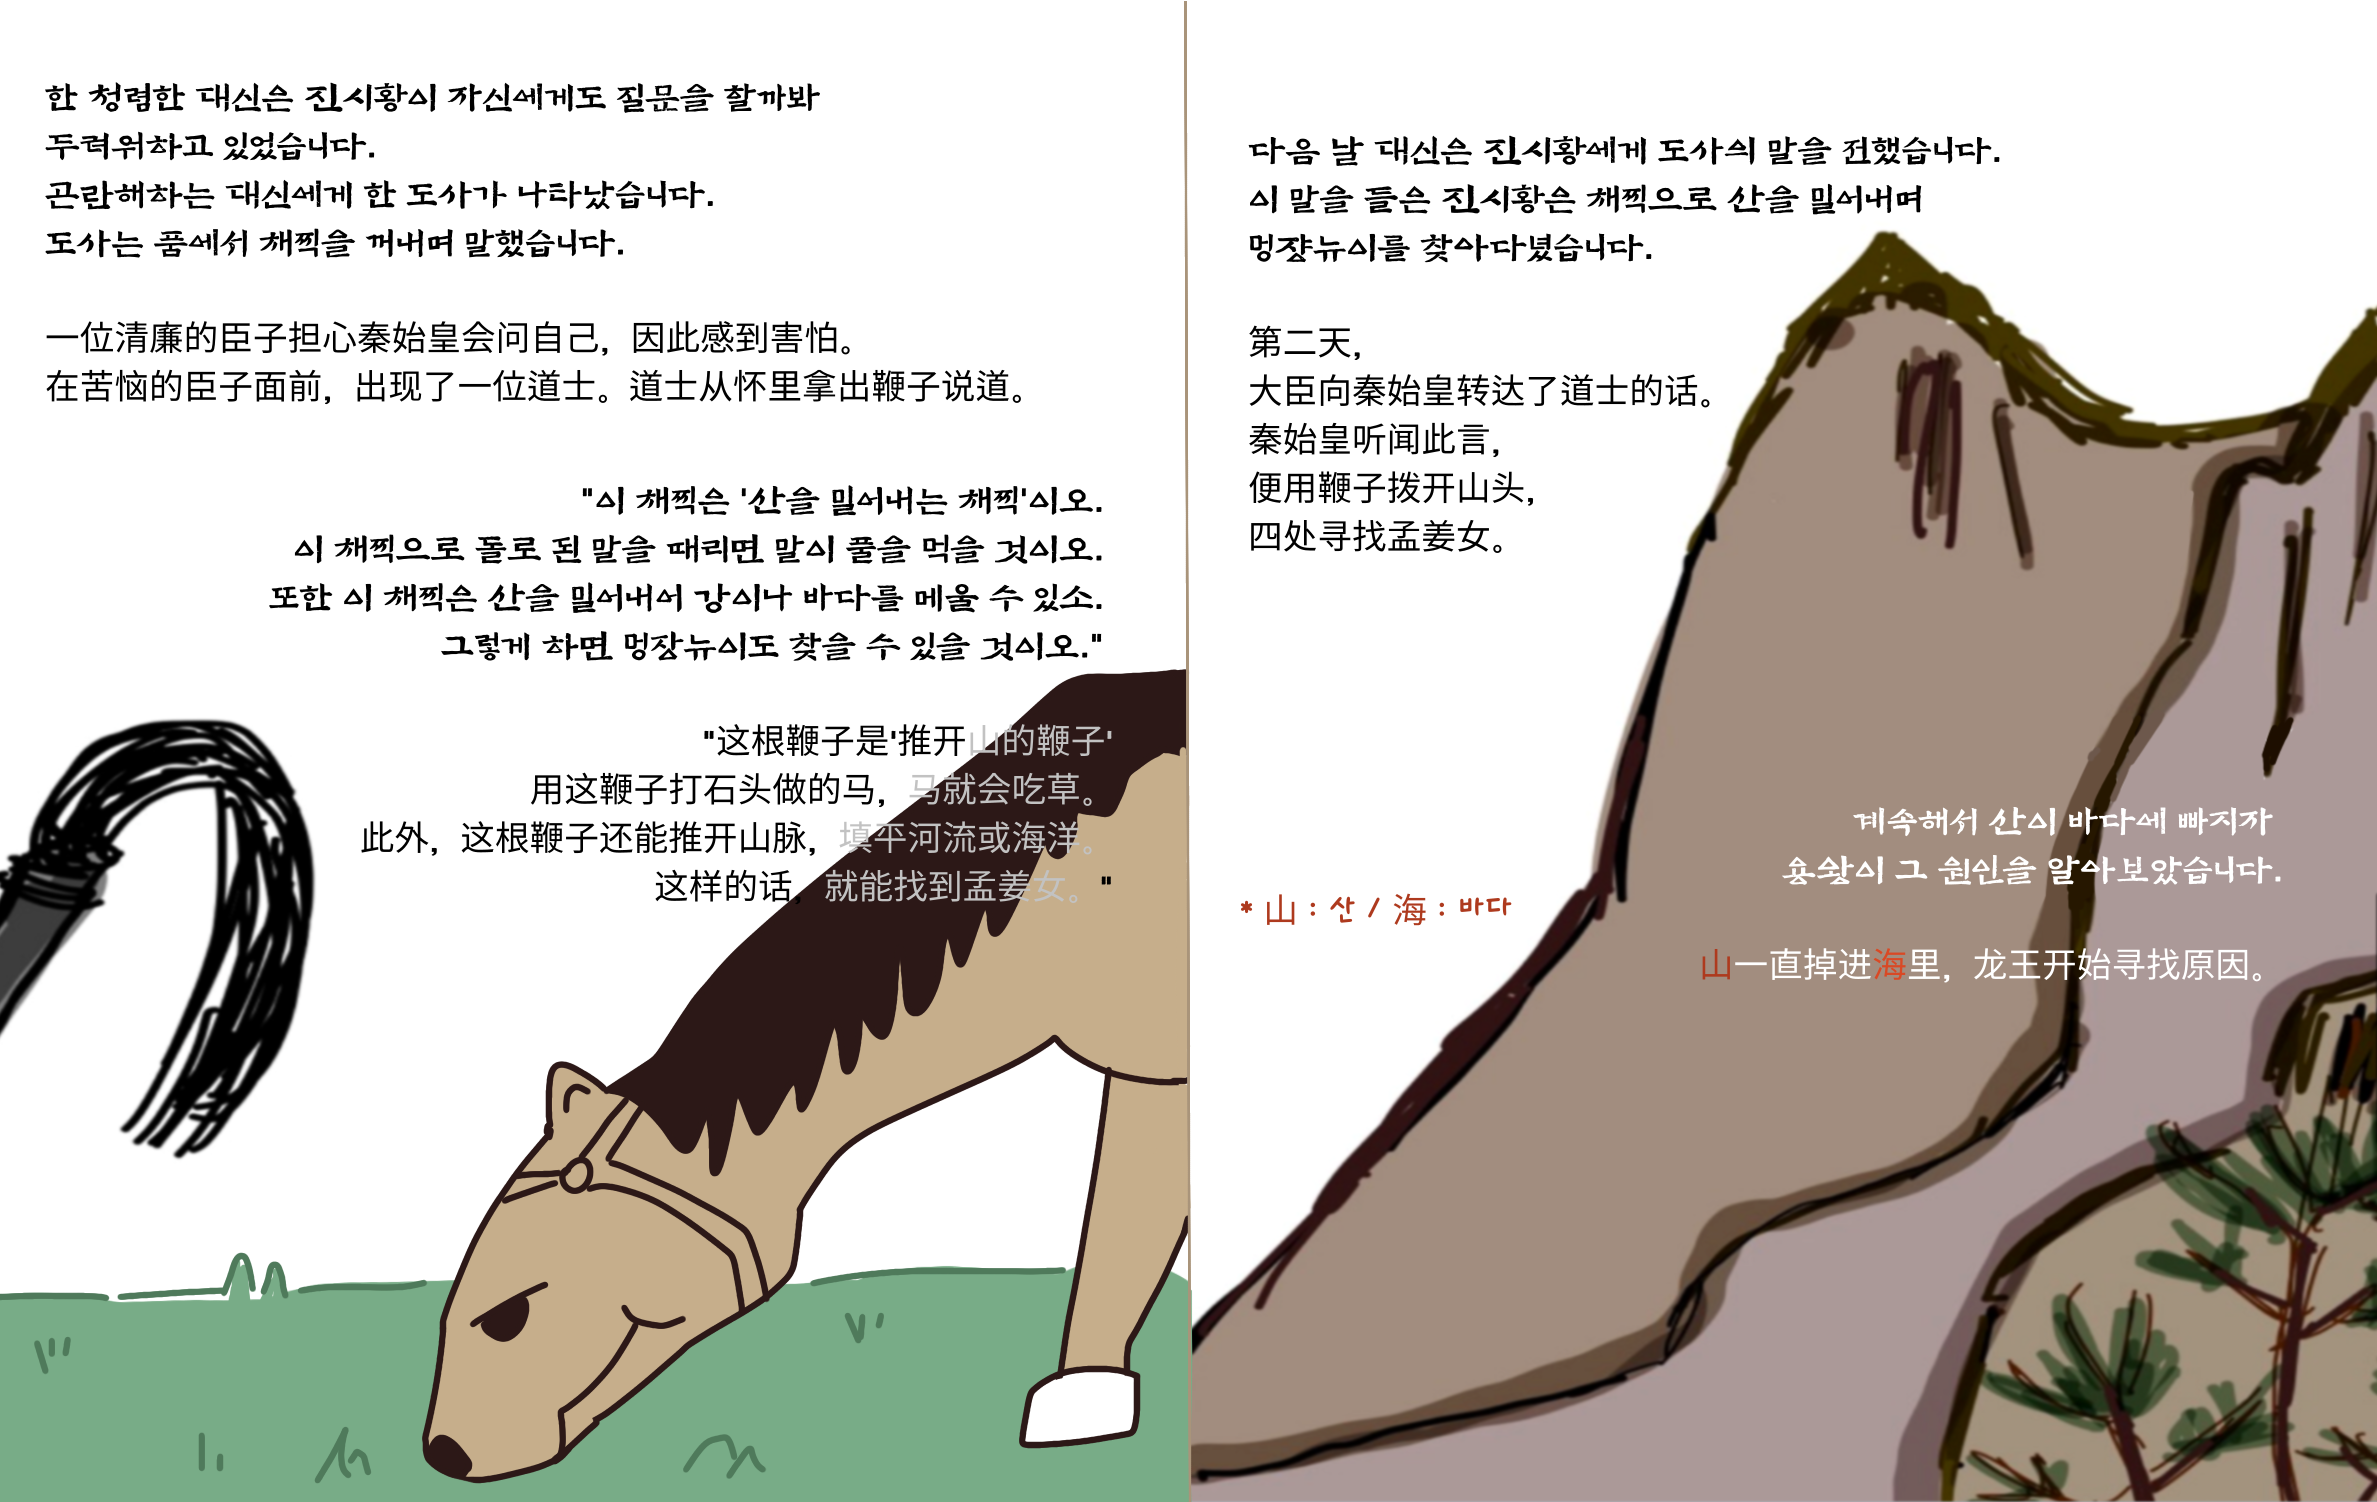 한 청렴한 대신은 진시황이 자신에게도 질문을 할까봐
두력워하고 있었습니다.
곤란해하는 대신에게 한 도사가 나타났습니다.
도사는 품에서 채찍을 꺼내며 말했습니다.
一位清廉的臣子担心秦始皇会问自己，因此感到害怕。
在苦恼的臣子面前，出现了一位道士。道士从怀里拿出鞭子说道。
"이 채찍은 '산을 밀어내는 채찍'이오.
이 채찍으로 돌로 된 말을 때리면 말이 풀을 먹을 것이오.
또한 이 채찍은 산을 밀어내어 강이나 바다를 메울 수 있소.
그렇게 하면 멍장뉴이도 찾을 수 있을 것이오."
"这根鞭子是'推开山的鞭子'
用这鞭子打石头做的马，马就会吃草。
此外，这根鞭子还能推开山脉，填平河流或海洋。
这样的话，就能找到孟姜女。"
다음 날 대신은 진시황에게 도사의 말을 전했습니다.
이 말을 들은 진시황은 채찍으로 산을 밀어내며
멍쟝뉴이를 찾아다녔습니다.
第二天，
大臣向秦始皇转达了道士的话。
秦始皇听闻此言，
便用鞭子拨开山头，
四处寻找孟姜女。
계속해서 산이 바다에 빠지자
용왕이 그 원인을 알아보았습니다.
* 山 : 산 / 海 : 바다
山一直掉进海里，龙王开始寻找原因。